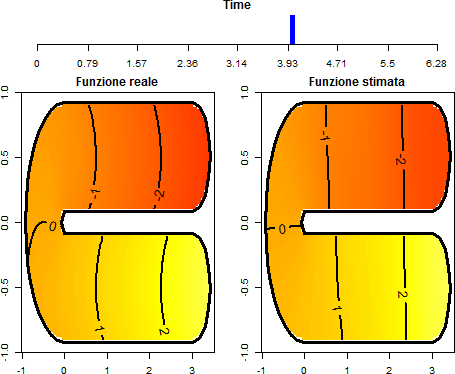 Time
0 0.79 1.57 2.36 3.14 3.93 4.71 5.5 6.28
Funzione reale Funzione stimata
1.0 1.0
0.5 0.5
0.0 0.0
-0.5 -0.5
-1.0 -1.0
-1 -2 -1 -2
0 0
1 2 1 2
-1 0 1 2 3 -1 0 1 2 3